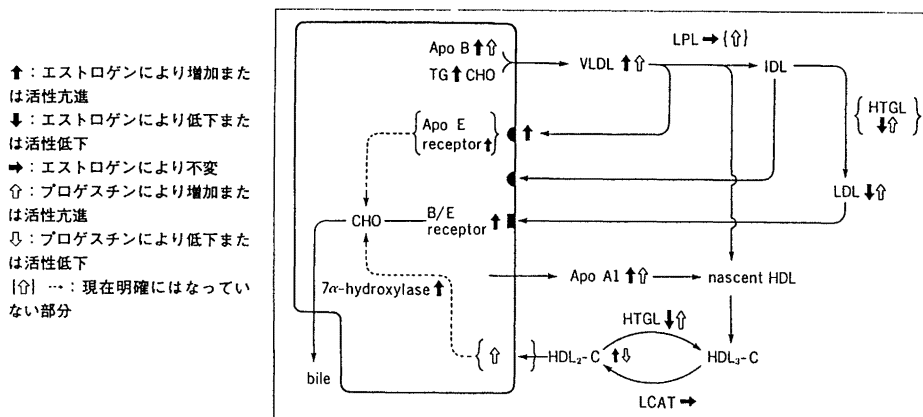 ⬆：エストロゲンにより増加また
は活性亢進
⬇：エストロゲンにより低下また
は活性低下
➡：エストロゲンにより不変
⇧：プロゲスチンにより増加また
は活性亢進
⇩：プロゲスチンにより低下また
は活性低下
{⇧} ⇢：現在明確にはなってい
ない部分
Apo B⬆⇧
TG⬆CHO
VLDL⬆⇧
LPL➡{⇧}
IDL
{HTGL
⬇⇧}
LDL⬇⇧
{Apo E
receptor⬆}
⬆
CHO
B/E
receptor⬆
7α-hydroxylase⬆
Apo A1⬆⇧
nascent HDL
HTGL⬇⇧
{⇧}
HDL₂-C⬆⇩
HDL₃-C
LCAT➡
bile